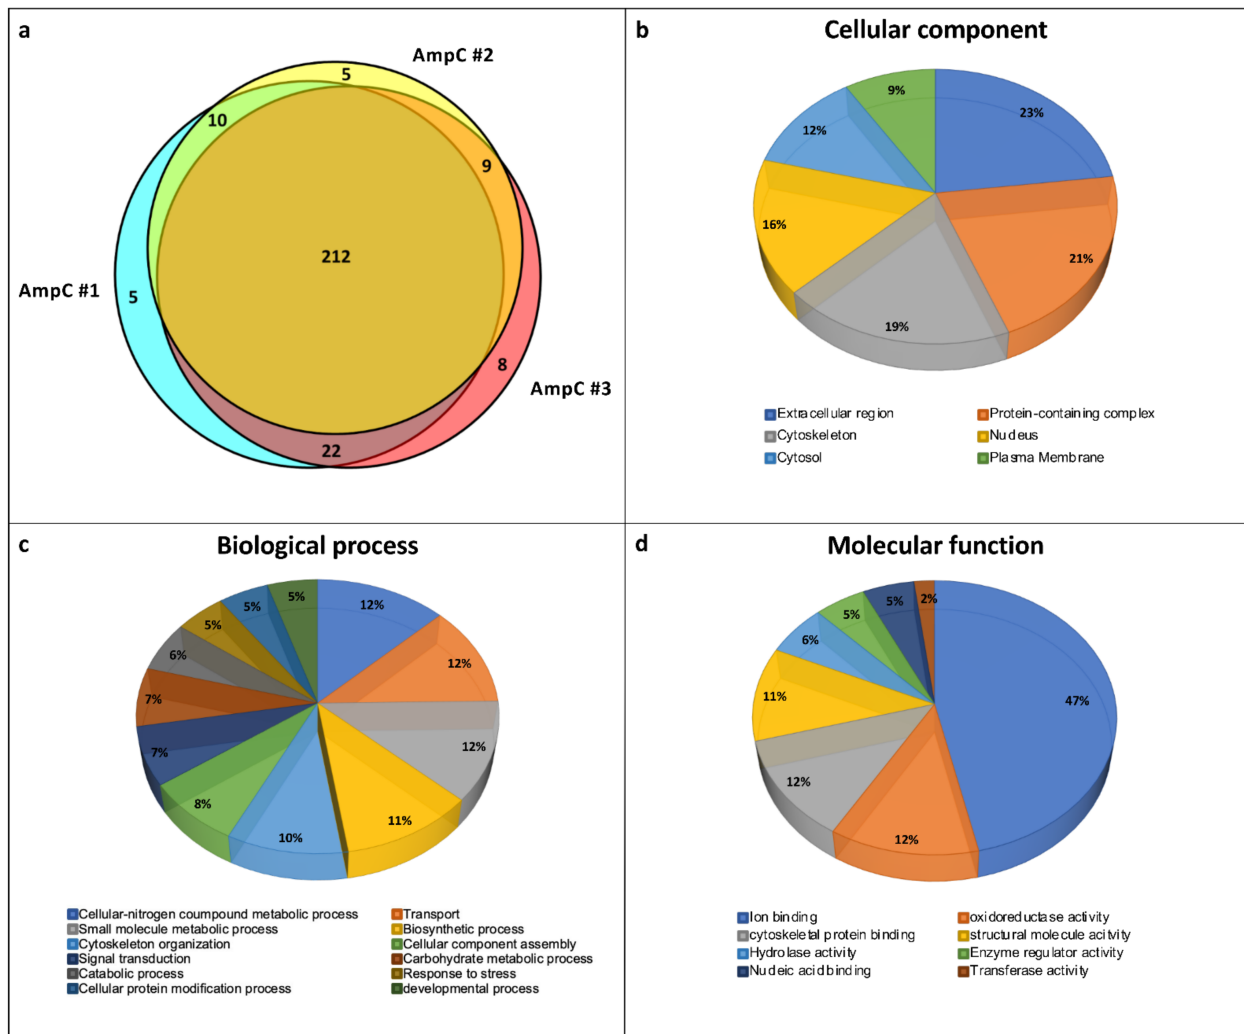 a
AmpC #2
5
10
9
212
AmpC #1
5
8
AmpC #3
22
b
Cellular component
9%
23%
12%
16%
21%
19%
Extracellular region
Protein-containing complex
Cytoskeleton
Nucleus
Cytosol
Plasma Membrane
c
Biological process
5%
5%
12%
5%
6%
12%
7%
12%
7%
8%
11%
10%
Cellular-nitrogen coumpound metabolic process
Transport
Small molecule metabolic process
Biosynthetic process
Cytoskeleton organization
Cellular component assembly
Signal transduction
Carbohydrate metabolic process
Catabolic process
Response to stress
Cellular protein modification process
developmental process
d
Molecular function
2%
5%
5%
6%
11%
47%
12%
12%
Ion binding
oxidoreductase activity
cytoskeletal protein binding
structural molecule acitivity
Hydrolase activity
Enzyme regulator activity
Nucleic acid binding
Transferase activity